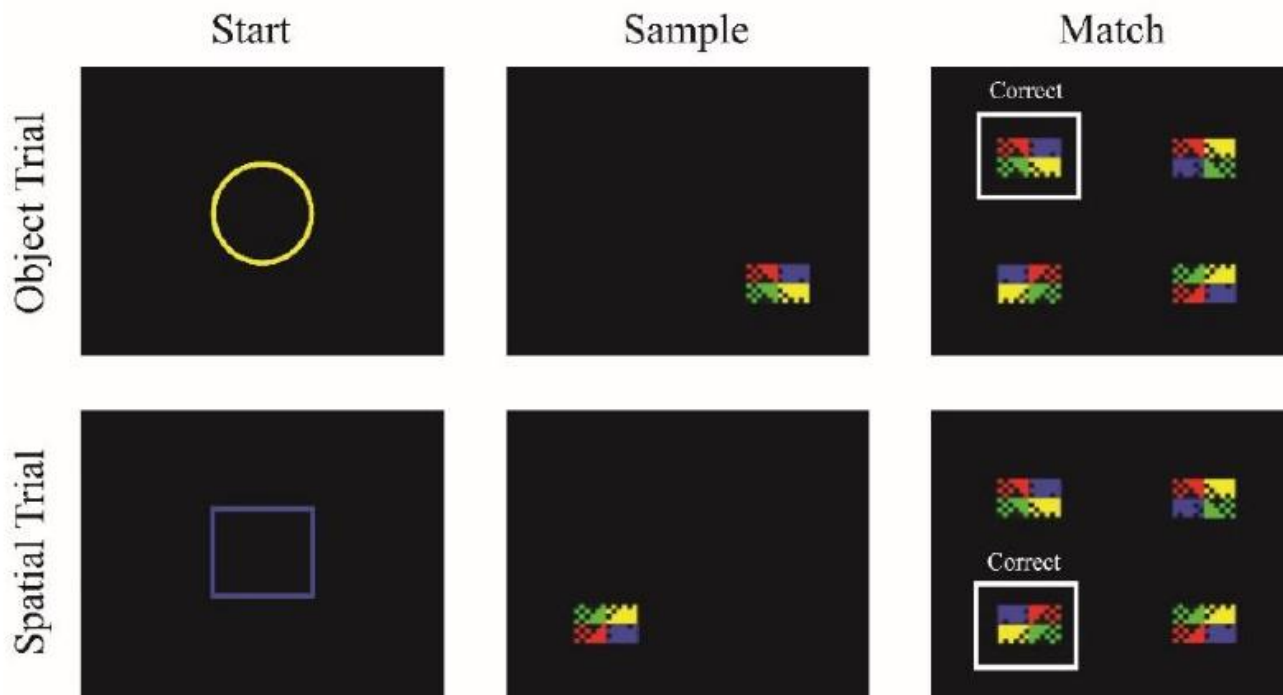 Start
Sample
Match
Object Trial
Correct
Spatial Trial
Correct